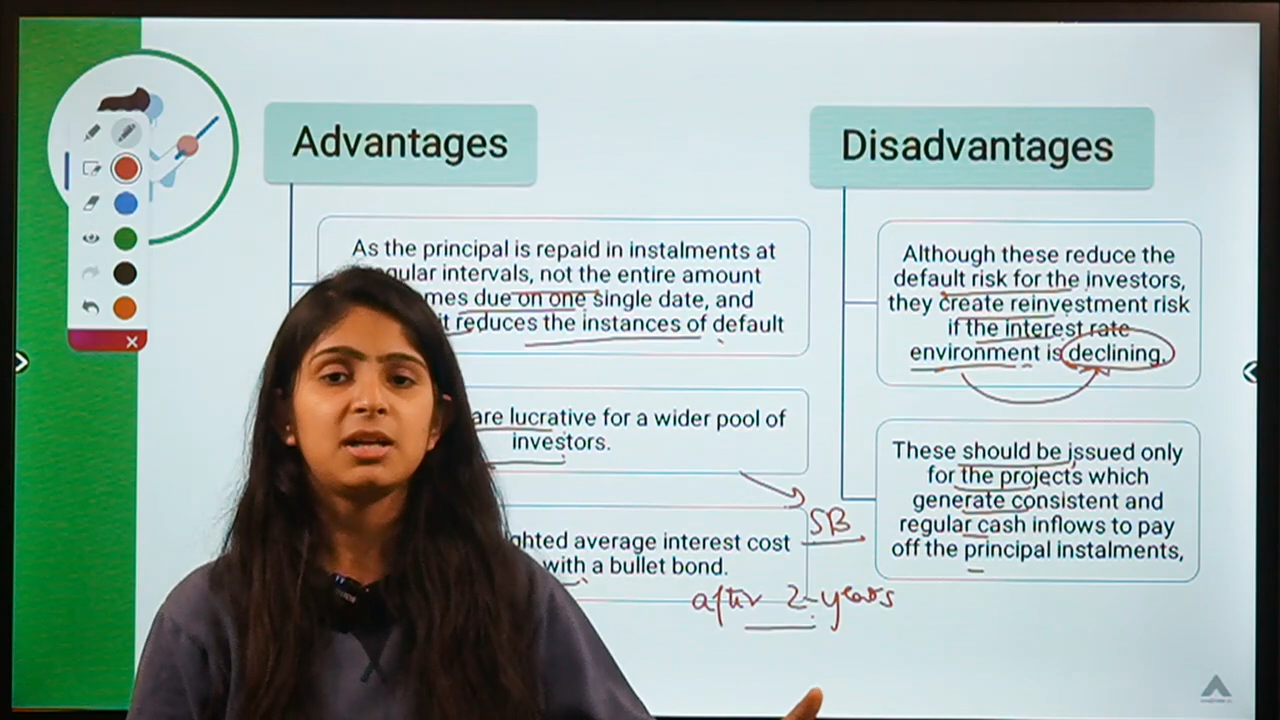 Advantages
As the principal is repaid in instalments at
gular intervals, not the entire amount
mes due on one single date, and
it reduces the instances of default
are lucrative for a wider pool of
investors.
ghted average interest cost
with a bullet bond.
SB
after 2-years
Disadvantages
Although these reduce the
default risk for the investors,
they create reinvestment risk
if the interest rate
environment is declining.
These should be issued only
for the projects which
generate consistent and
regular cash inflows to pay
off the principal instalments,